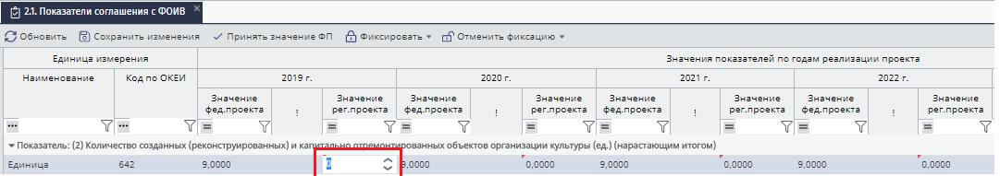 2.1. Показатели соглашения с ФОИВ ×
Обновить Сохранить изменения Принять значение ФП Фиксировать Отменить фиксацию
Единица измерения Значения показателей по годам реализации проекта
Наименование Код по ОКЕИ 2019 г. 2020 г. 2021 г. 2022 г.
Значение фед.проекта ! Значение рег.проекта Значение фед.проекта ! Значение рег.проекта Значение фед.проекта ! Значение рег.проекта Значение фед.проекта ! Значение рег.проекта
Показатель: (2) Количество созданных (реконструированных) и капитально отремонтированных объектов организации культуры (ед.) (нарастающим итогом)
Единица 642 9,0000 0 9,0000 0,0000 9,0000 0,0000 9,0000 0,0000